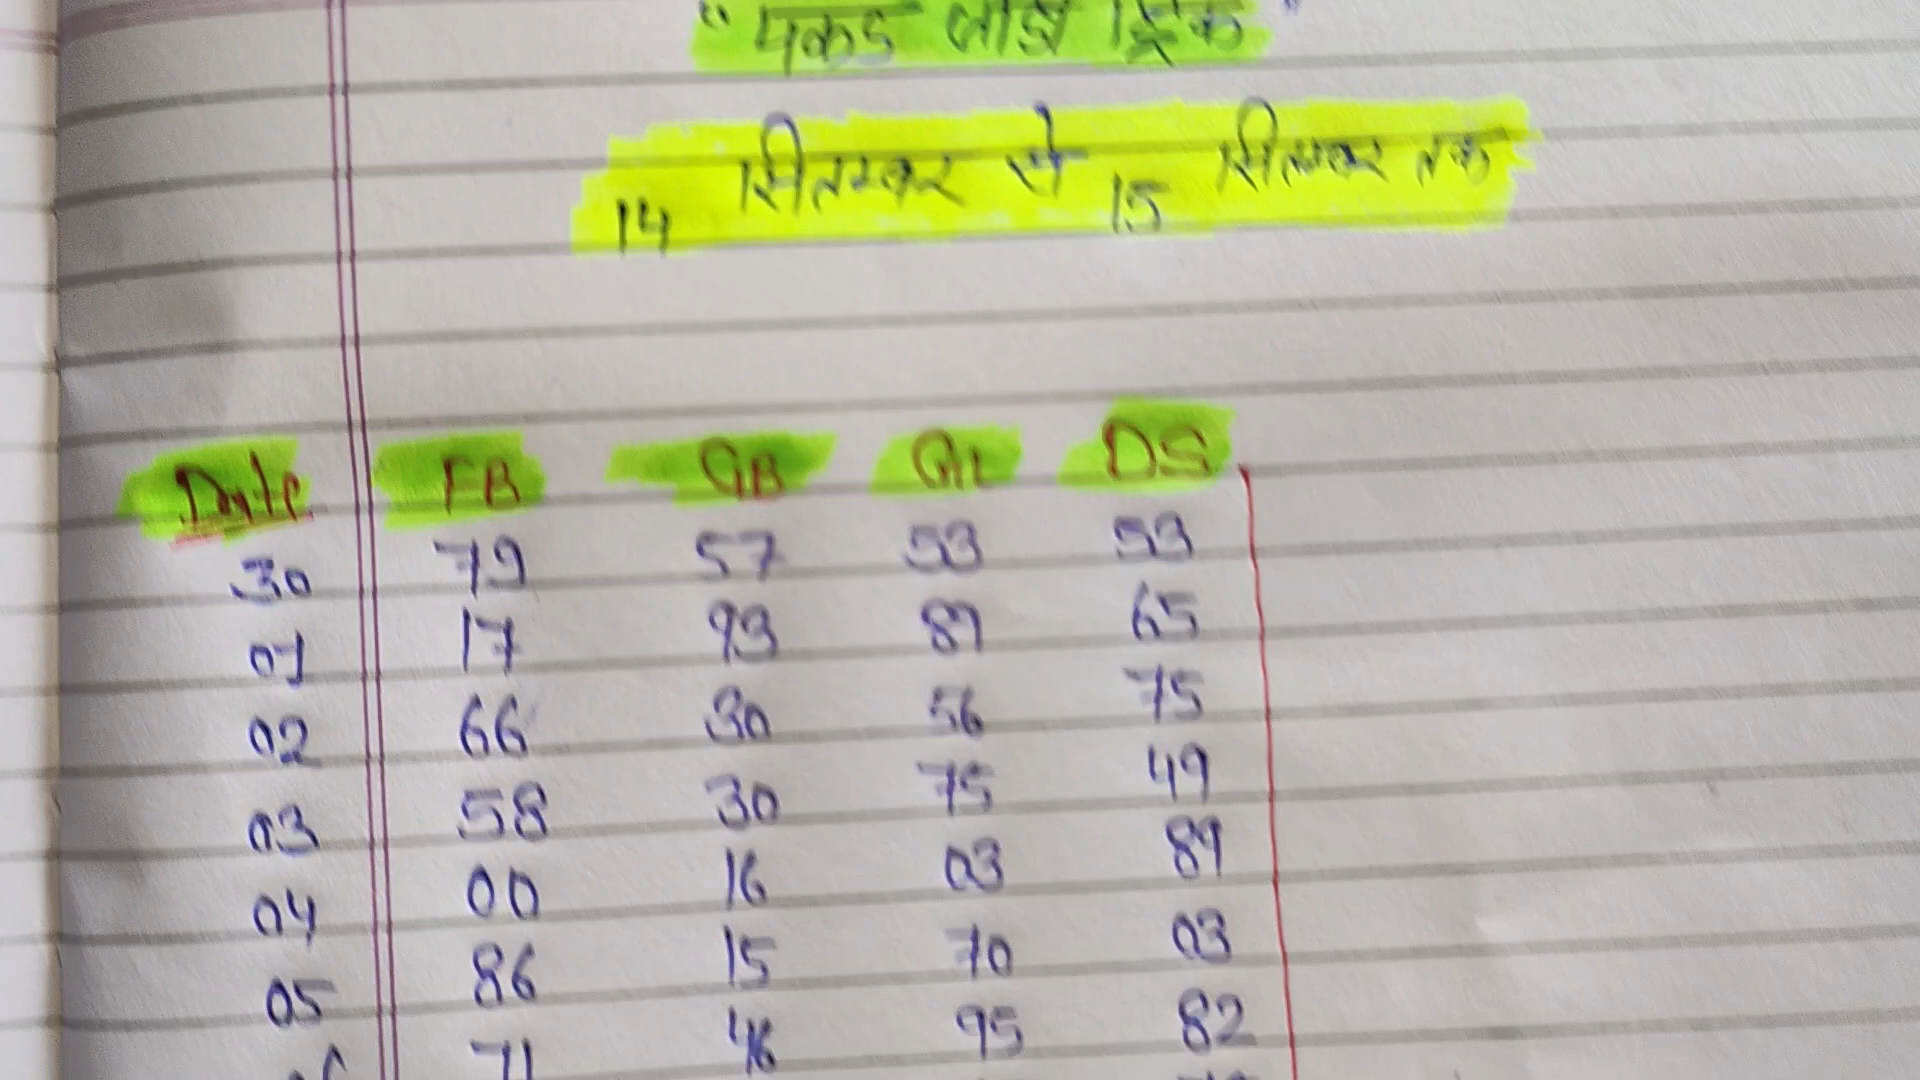 " पकड जोडी ट्रिक "
14 सितम्बर से 15 सितम्बर तक
Date FB GB GL DS
30 79 57 53 53
01 17 93 89 65
02 66 30 56 75
03 58 30 75 49
04 00 16 03 89
05 86 15 70 03
71 46 95 82